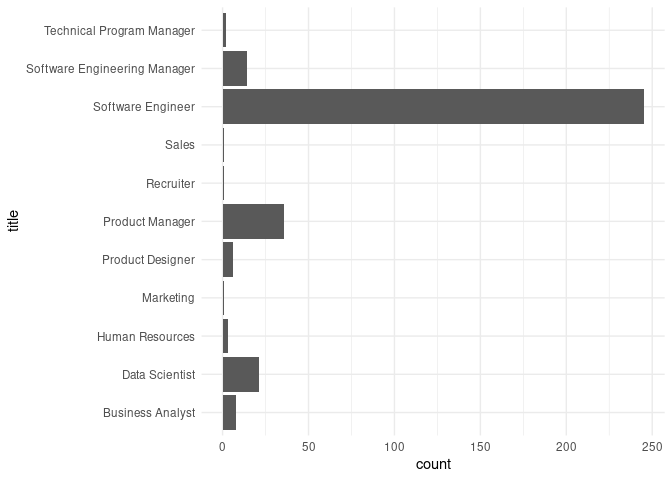 Technical Program Manager
Software Engineering Manager
Software Engineer
Sales
Recruiter
Product Manager
Product Designer
Marketing
Human Resources
Data Scientist
Business Analyst
title
0 50 100 150 200 250
count